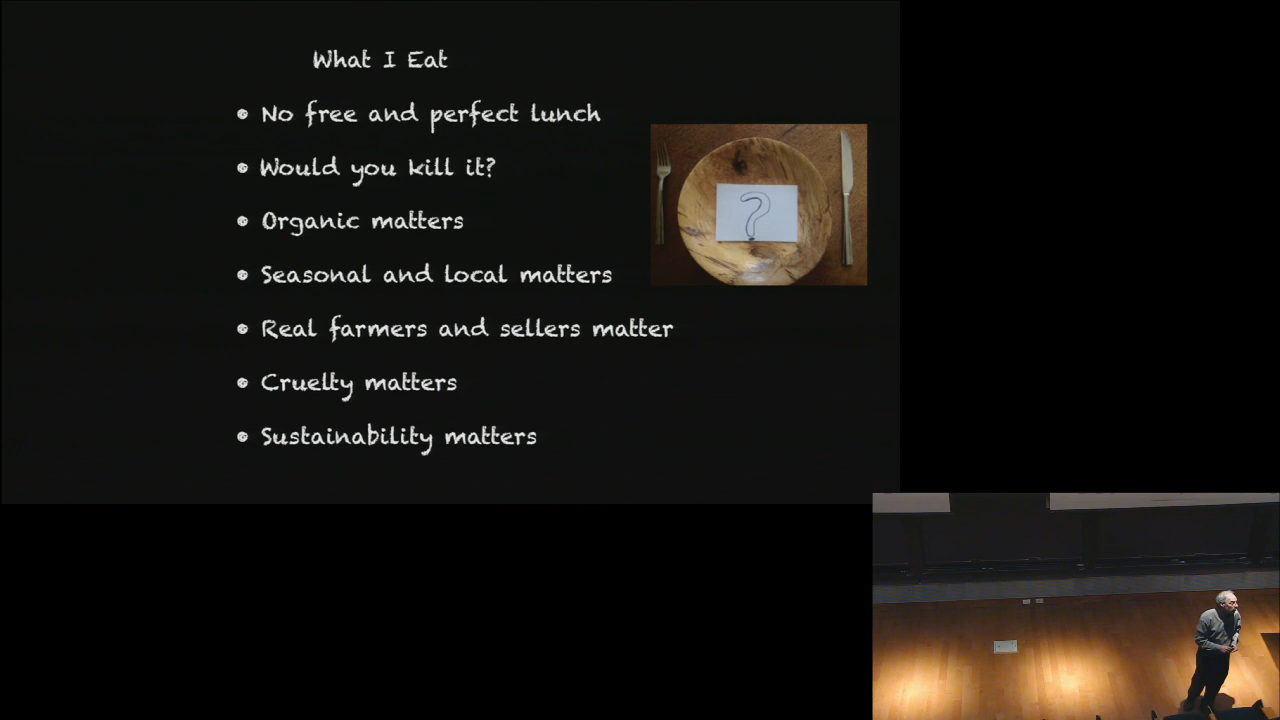 What I Eat
• No free and perfect lunch
• Would you kill it?
• Organic matters
• Seasonal and local matters
• Real farmers and sellers matter
• Cruelty matters
• Sustainability matters
?